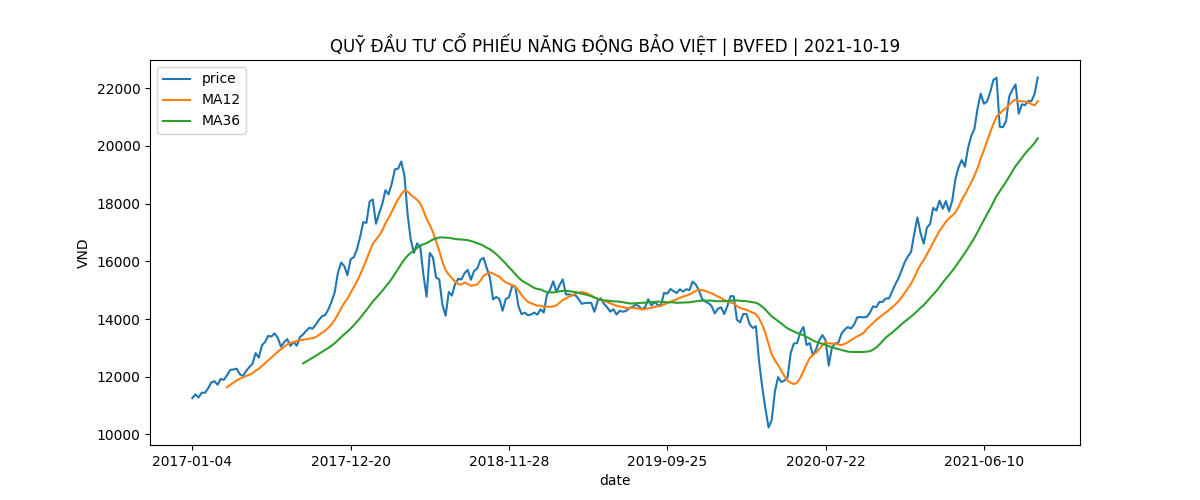 QUỸ ĐẦU TƯ CỔ PHIẾU NĂNG ĐỘNG BẢO VIỆT | BVFED | 2021-10-19
price
MA12
MA36
22000
20000
18000
16000
14000
12000
10000
VND
2017-01-04
2017-12-20
2018-11-28
2019-09-25
2020-07-22
2021-06-10
date